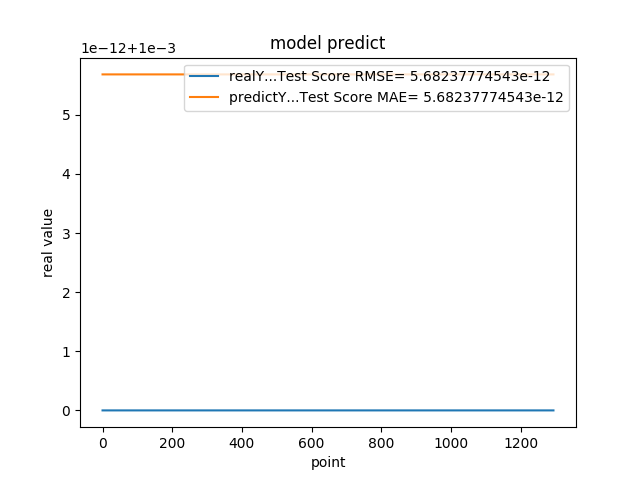 model predict
1e−12+1e−3
realY...Test Score RMSE= 5.68237774543e-12
predictY...Test Score MAE= 5.68237774543e-12
5
4
3
2
1
0
real value
0 200 400 600 800 1000 1200
point